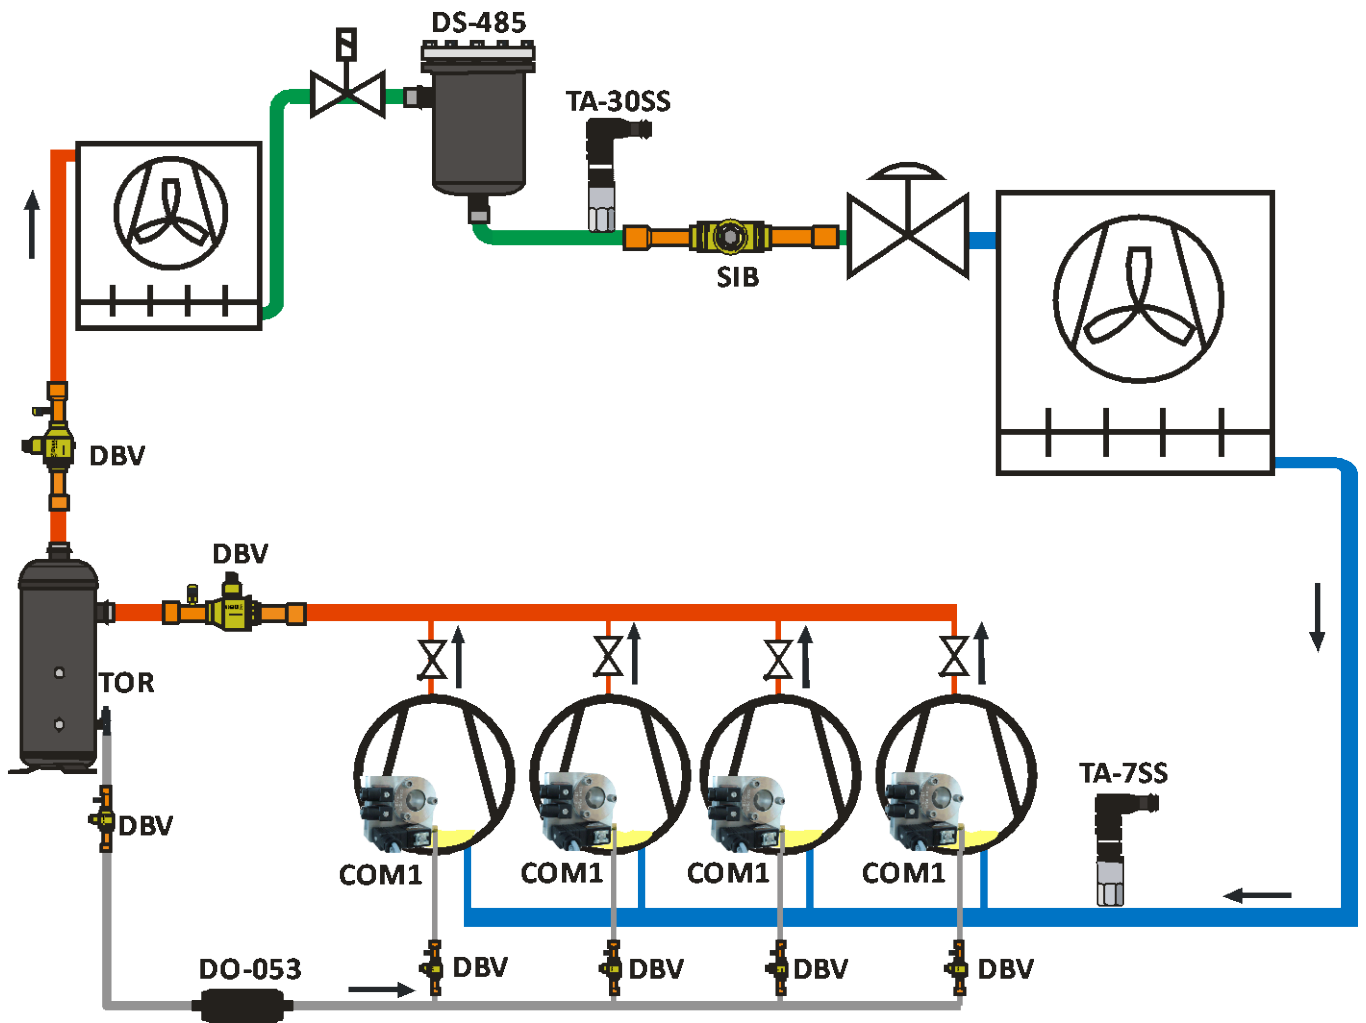 DS-485
TA-30SS
SIB
DBV
DBV
TOR
DBV
TA-7SS
COM1
COM1
COM1
COM1
DO-053
DBV
DBV
DBV
DBV